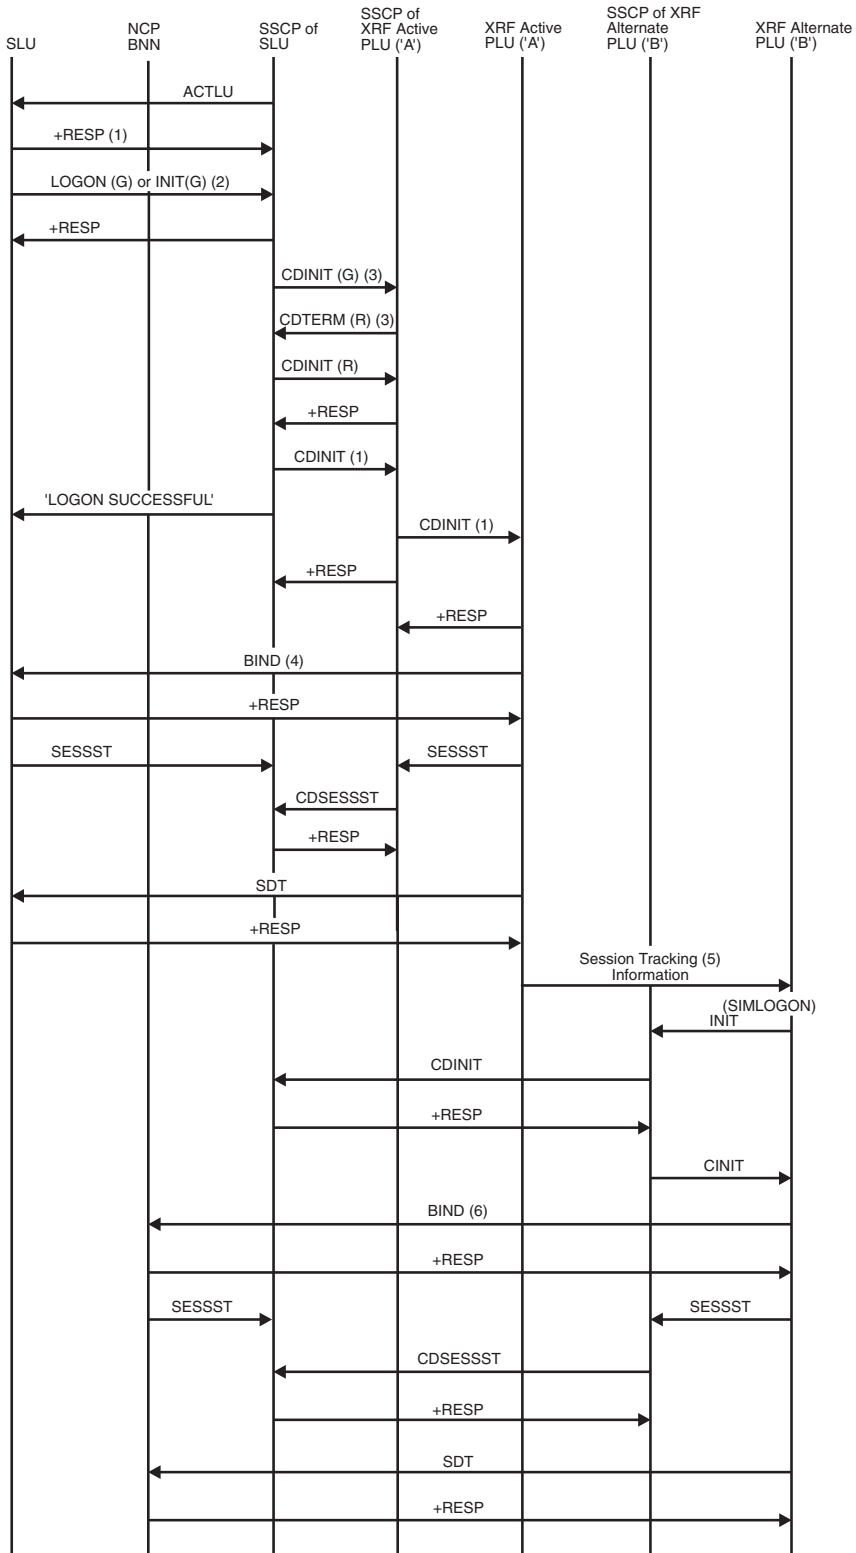 SLU
NCP
BNN
SSCP of
SLU
SSCP of
XRF Active
PLU ('A')
XRF Active
PLU ('A')
SSCP of XRF
Alternate
PLU ('B')
XRF Alternate
PLU ('B')
ACTLU
+RESP (1)
LOGON (G) or INIT(G) (2)
+RESP
CDINIT (G) (3)
CDTERM (R) (3)
CDINIT (R)
+RESP
CDINIT (1)
'LOGON SUCCESSFUL'
CDINIT (1)
+RESP
+RESP
BIND (4)
+RESP
SESSST
SESSST
CDSESSST
+RESP
SDT
+RESP
Session Tracking (5)
Information
(SIMLOGON)
INIT
CDINIT
+RESP
CINIT
BIND (6)
+RESP
SESSST
SESSST
CDSESSST
+RESP
SDT
+RESP